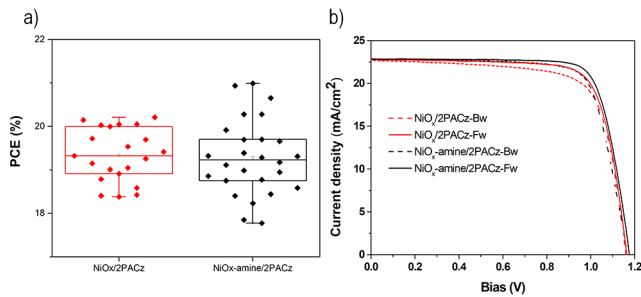 a)
PCE (%)
22
20
18
NiOx/2PACz
NiOx-amine/2PACz
b)
Current density (mA/cm²)
25
20
15
10
5
0
NiOₓ/2PACz-Bw
NiOₓ/2PACz-Fw
NiOₓ-amine/2PACz-Bw
NiOₓ-amine/2PACz-Fw
0.0 0.2 0.4 0.6 0.8 1.0 1.2
Bias (V)